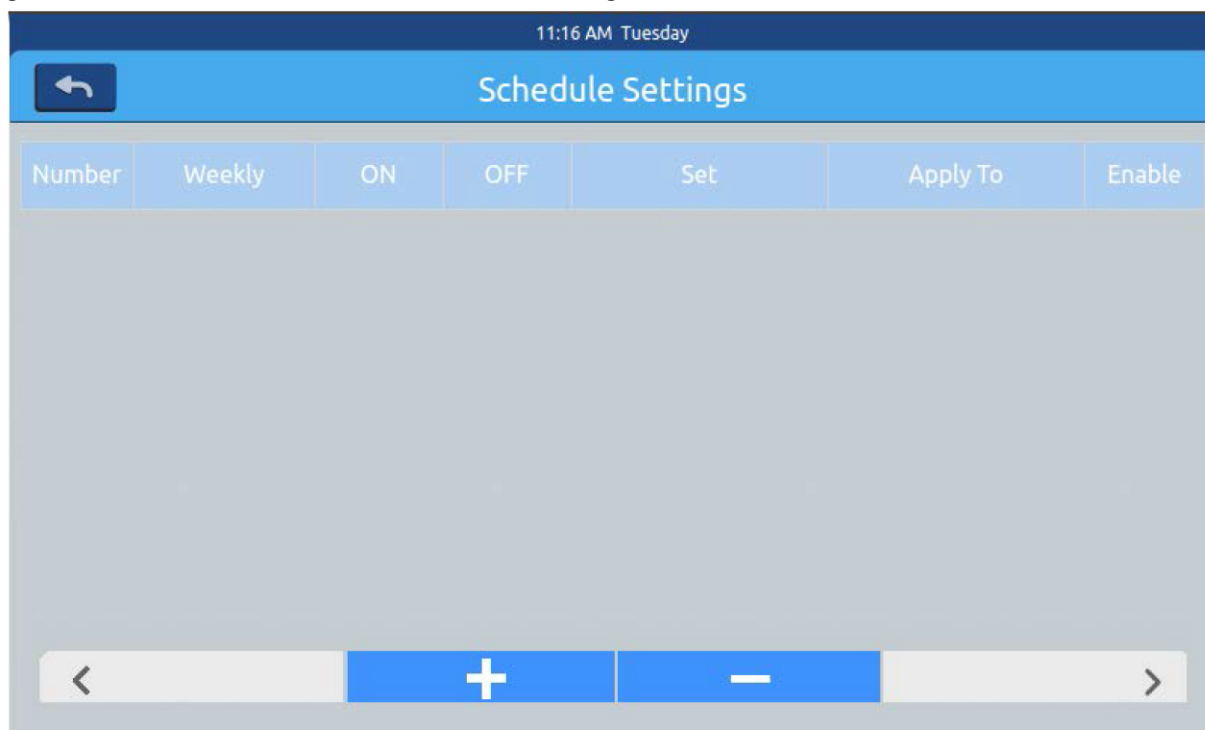 11:16 AM Tuesday
Schedule Settings
Number Weekly ON OFF Set Apply To Enable